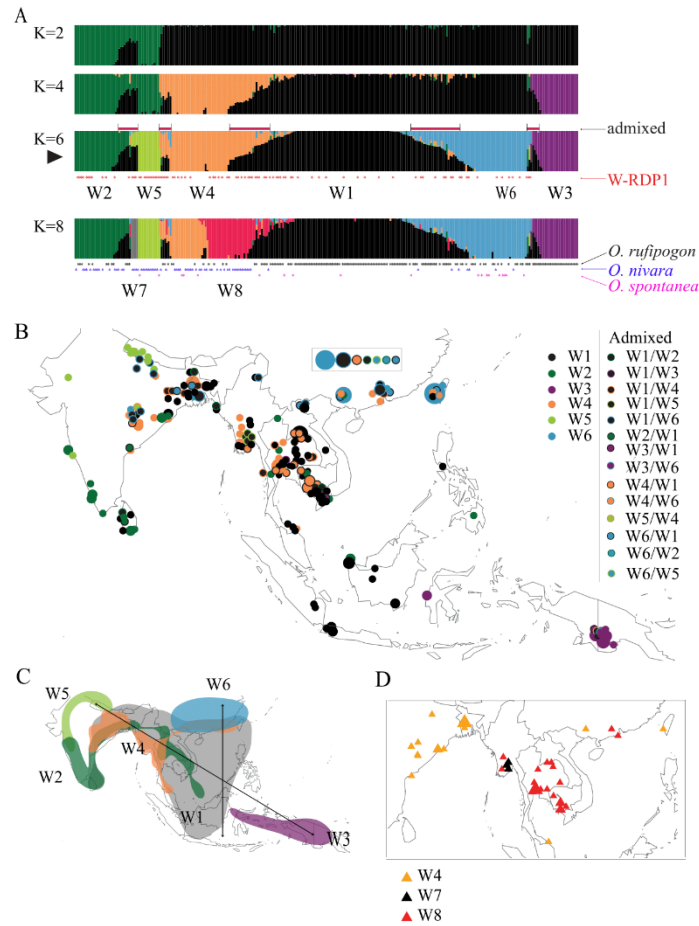 A
K=2
K=4
admixed
K=6
W-RDP1
W2 W5 W4 W1 W6 W3
K=8
O. rufipogon
O. nivara
O. spontanea
W7 W8
B
W1
W2
W3
W4
W5
W6
Admixed
W1/W2
W1/W3
W1/W4
W1/W5
W1/W6
W2/W1
W3/W1
W3/W6
W4/W1
W4/W6
W5/W4
W6/W1
W6/W2
W6/W5
C
W5
W6
W4
W2
W1
W3
D
W4
W7
W8